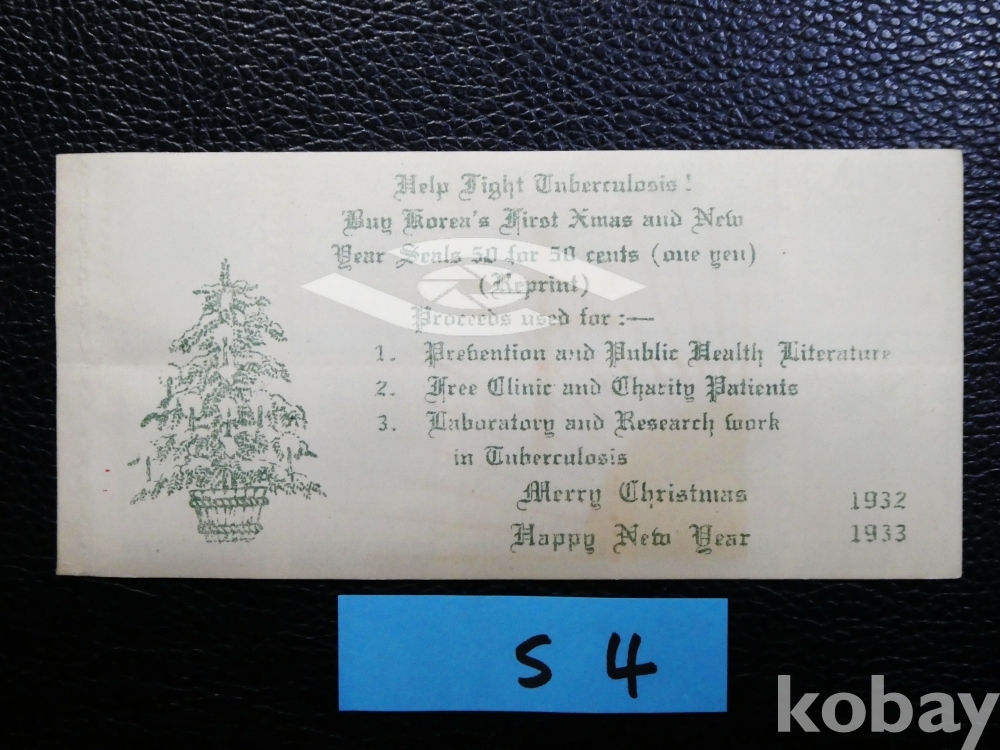 Help Fight Tuberculosis!
Buy Korea's First Xmas and New
Year Seals 50 for 50 cents (one yen)
(Reprint)
Proceeds used for :—
1. Prevention and Public Health Literature
2. Free Clinic and Charity Patients
3. Laboratory and Research work
in Tuberculosis
Merry Christmas 1932
Happy New Year 1933
S 4
kobay